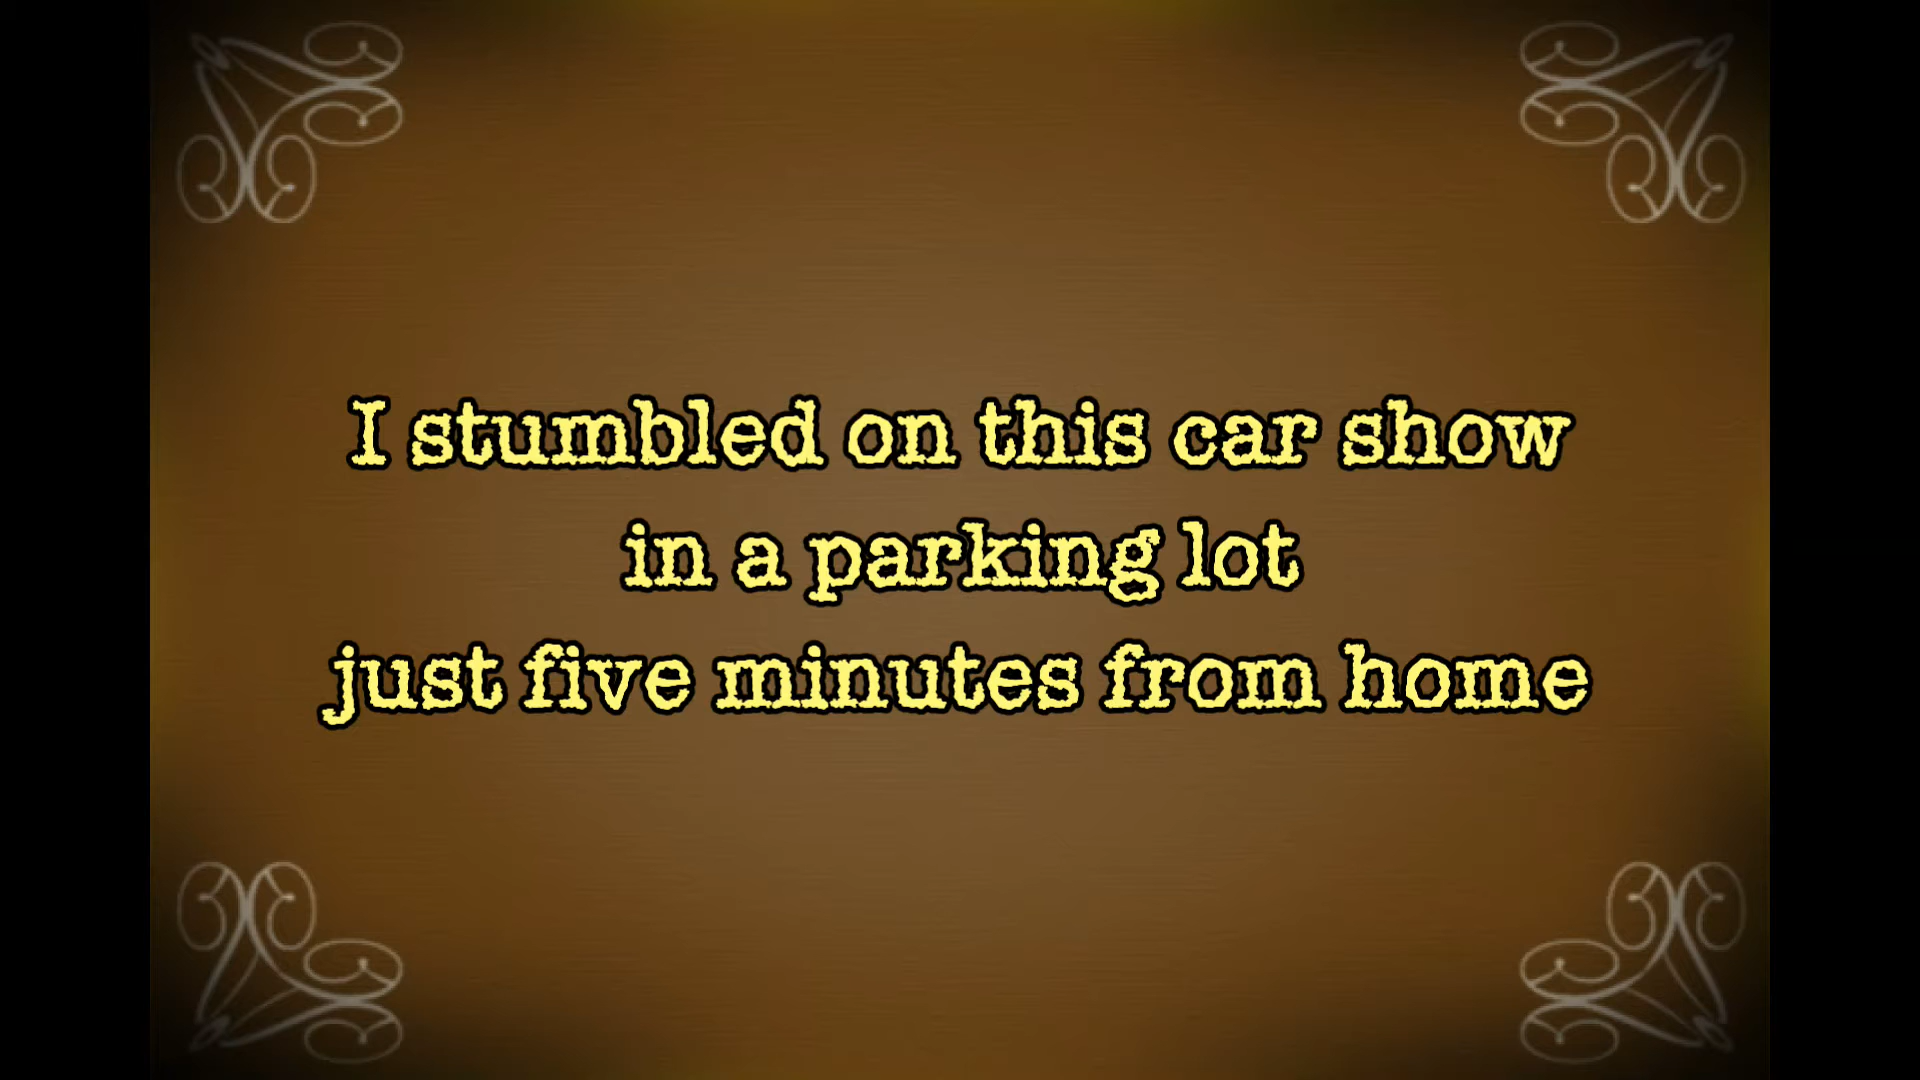 I stumbled on this car show
in a parking lot
just five minutes from home